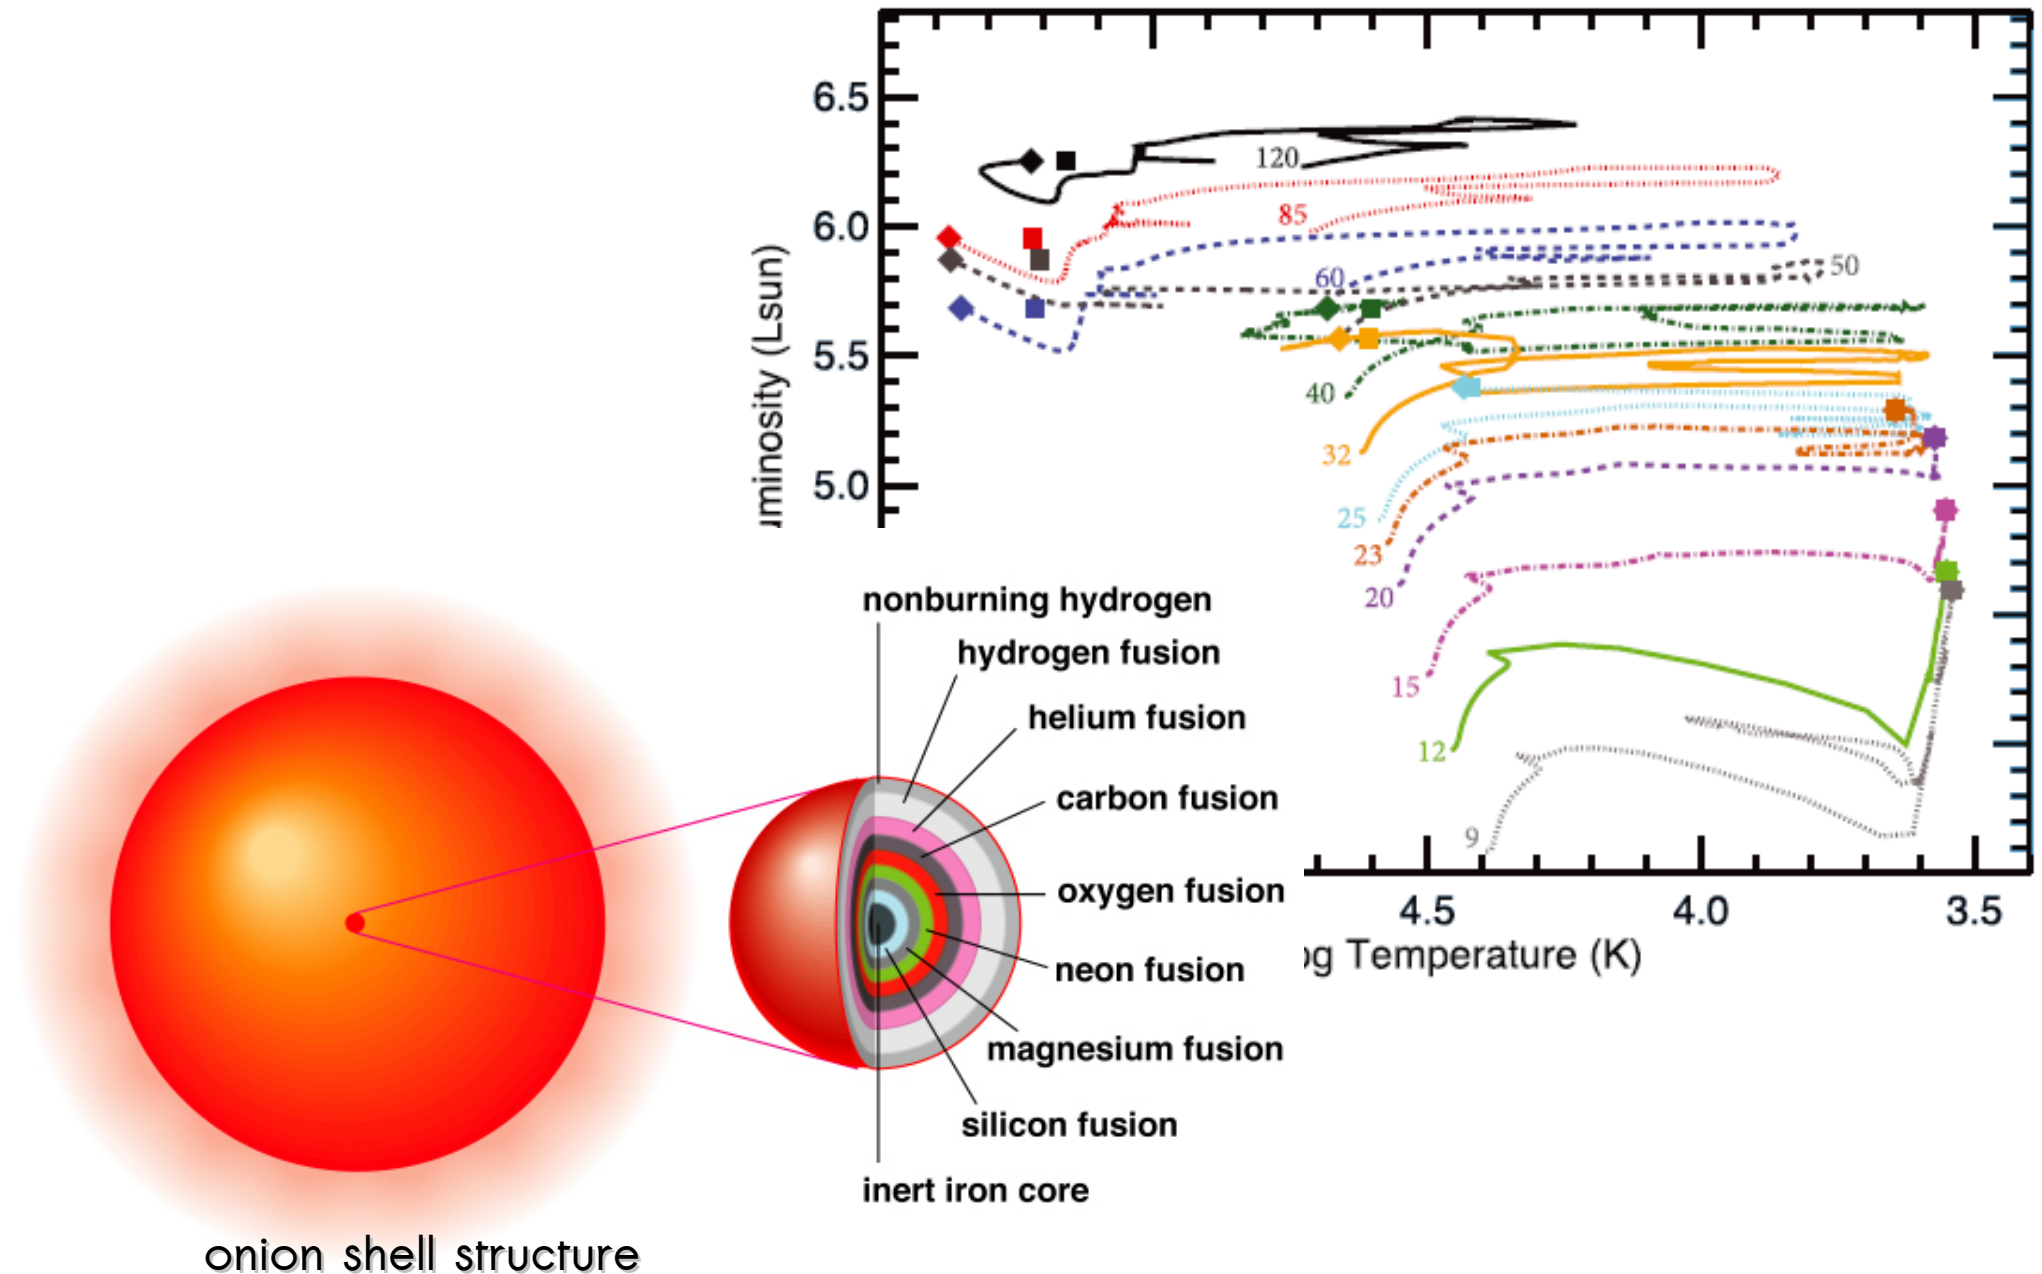 6.5
6.0
5.5
5.0
120
85
60
50
40
32
25
23
20
15
12
9
4.5
4.0
3.5
Temperature (K)
(Lsun)
nonburning hydrogen
hydrogen fusion
helium fusion
carbon fusion
oxygen fusion
neon fusion
magnesium fusion
silicon fusion
inert iron core
onion shell structure